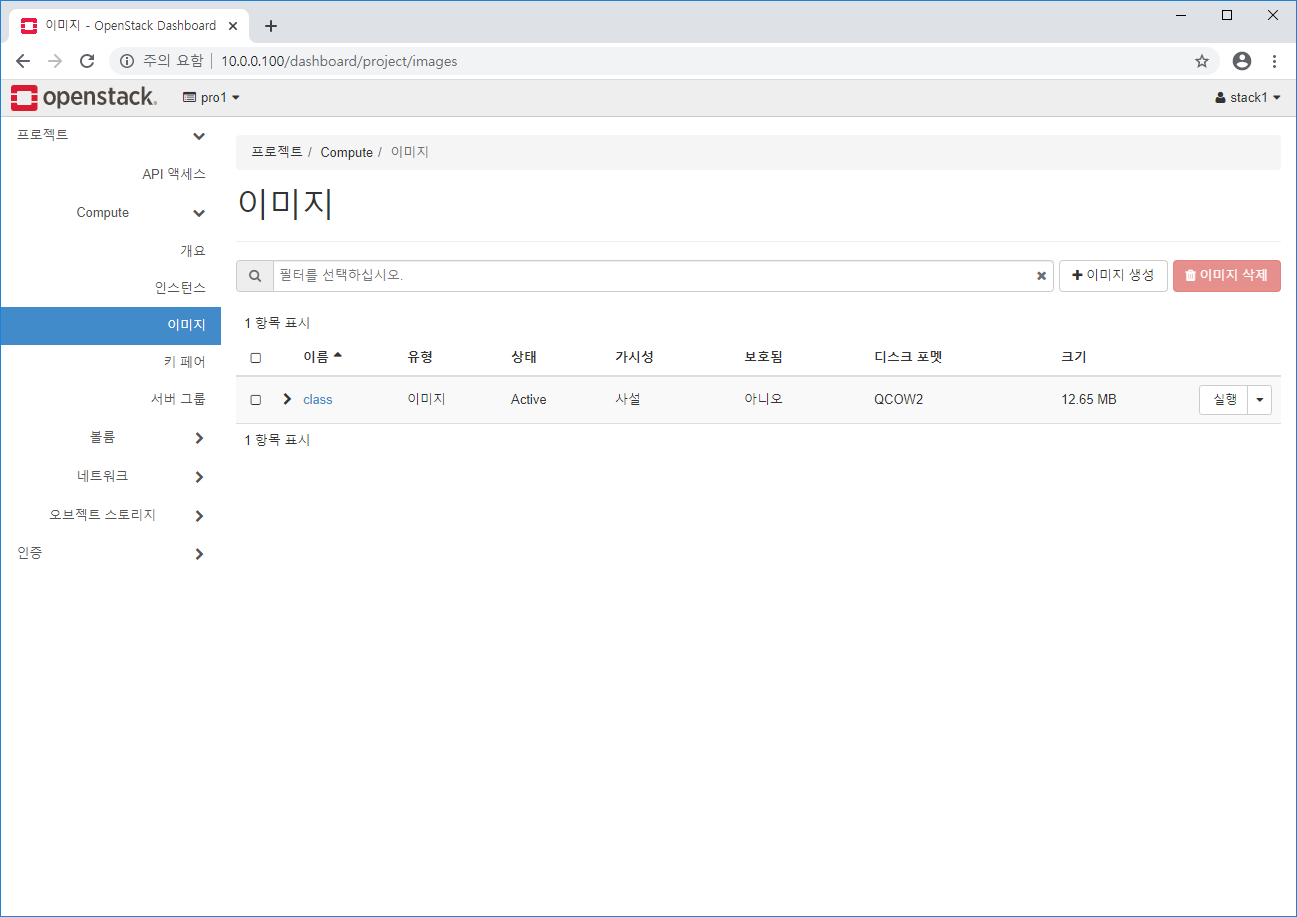 이미지 - OpenStack Dashboard
주의 요함 | 10.0.0.100/dashboard/project/images
openstack. pro1 stack1
프로젝트
API 액세스
Compute
개요
인스턴스
이미지
키 페어
서버 그룹
볼륨
네트워크
오브젝트 스토리지
인증
프로젝트 / Compute / 이미지
이미지
필터를 선택하십시오. 이미지 생성 이미지 삭제
1 항목 표시
이름 유형 상태 가시성 보호됨 디스크 포멧 크기
class 이미지 Active 사설 아니오 QCOW2 12.65 MB 실행
1 항목 표시